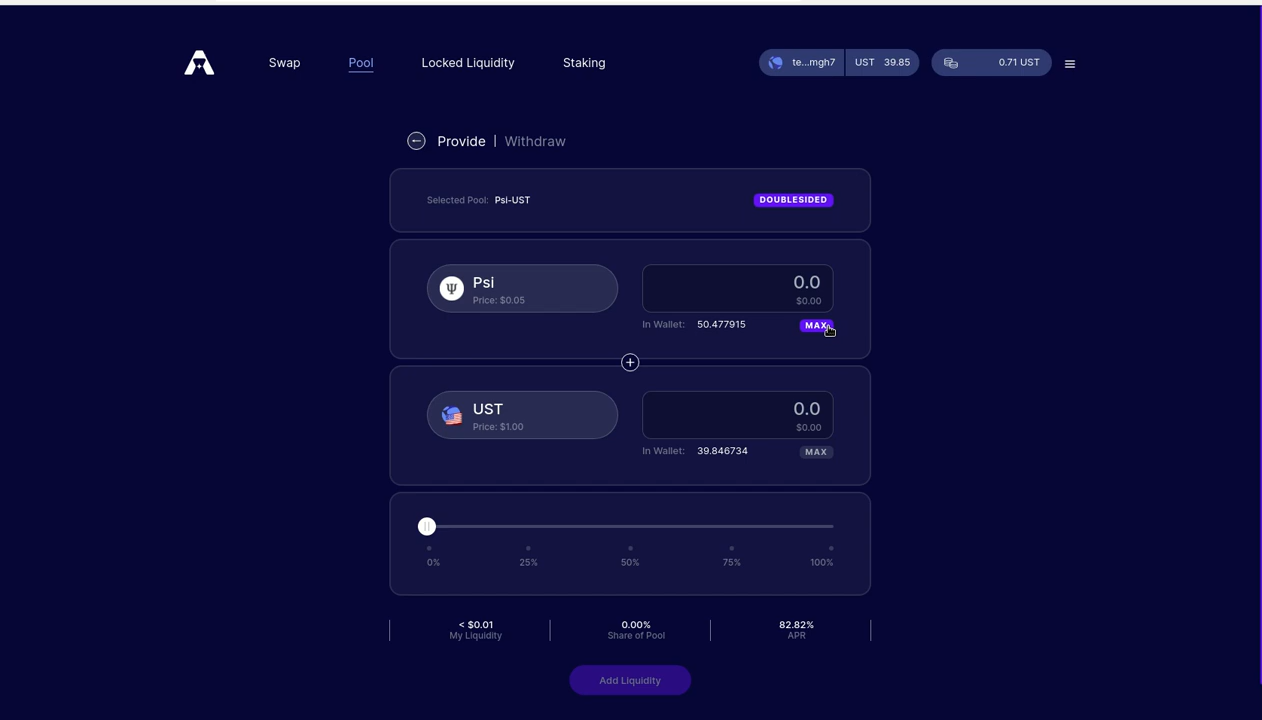 Swap Pool Locked Liquidity Staking te...mgh7 UST 39.85 0.71 UST
Provide | Withdraw
Selected Pool: Psi-UST DOUBLESIDED
Psi 0.0
Price: $0.05 $0.00
In Wallet: 50.477915 MAX
UST 0.0
Price: $1.00 $0.00
In Wallet: 39.846734 MAX
0% 25% 50% 75% 100%
< $0.01 0.00% 82.82%
My Liquidity Share of Pool APR
Add Liquidity